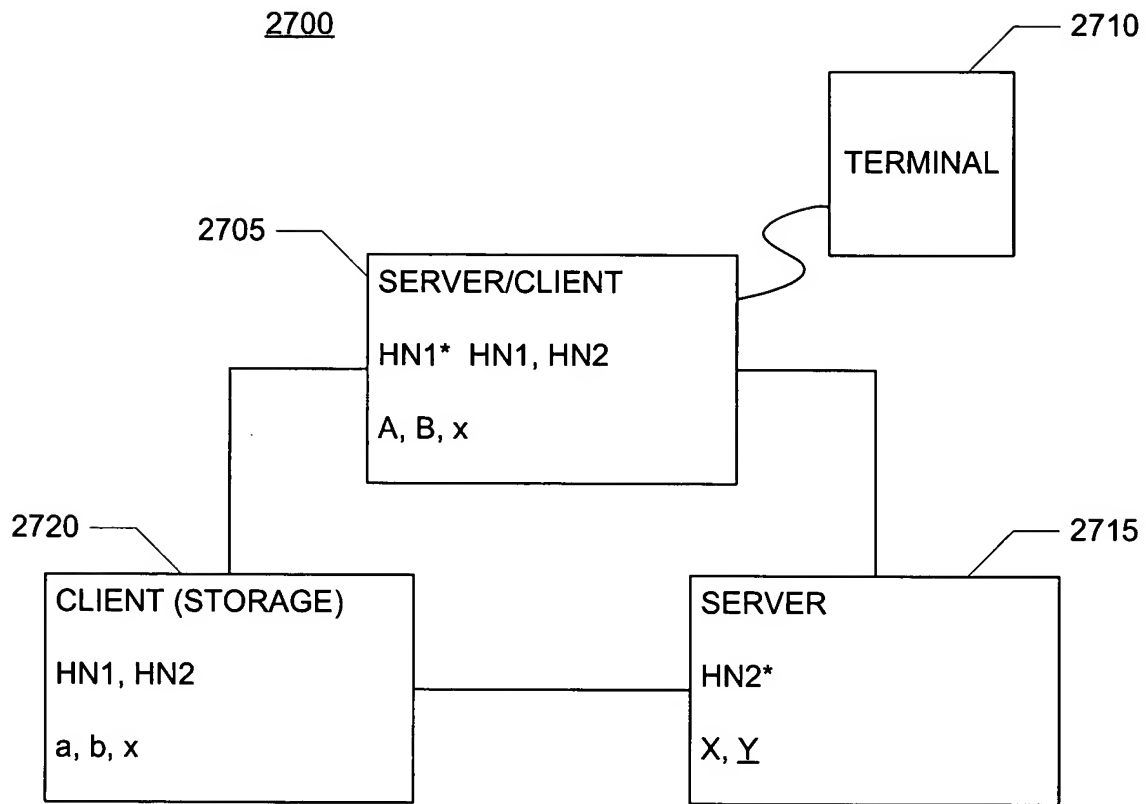 2700
2710
TERMINAL
2705
SERVER/CLIENT
HN1* HN1, HN2
A, B, x
2720
2715
CLIENT (STORAGE)
HN1, HN2
a, b, x
SERVER
HN2*
X, Y